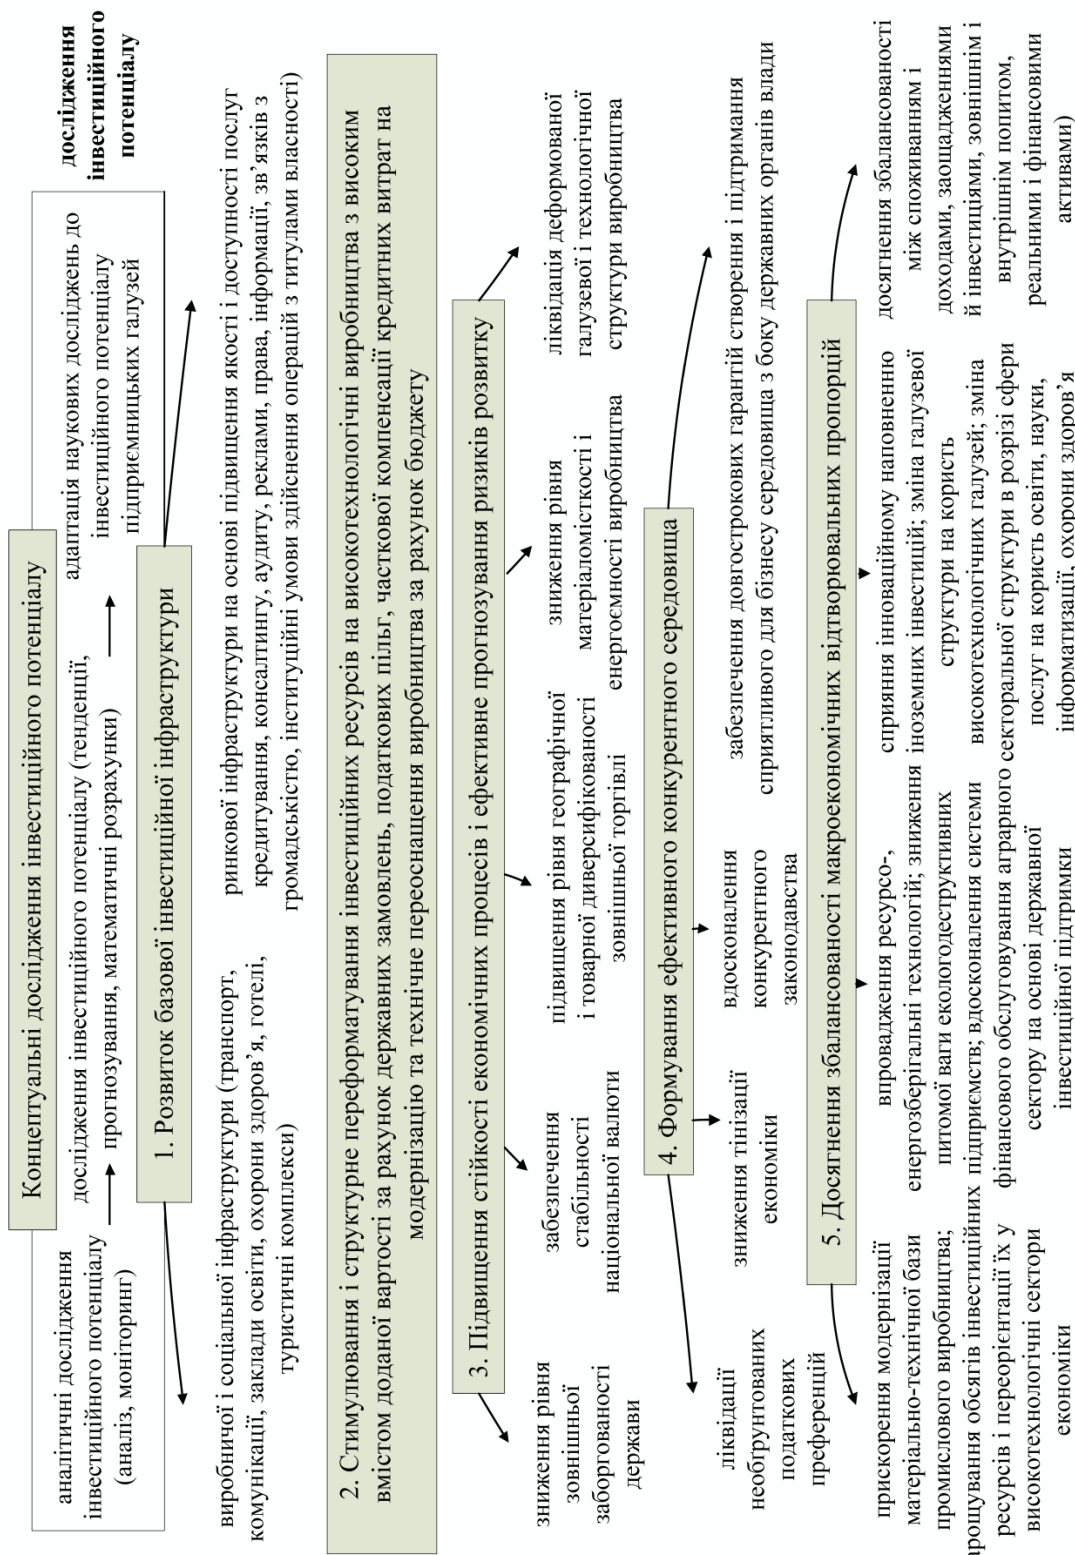 Концептуальні дослідження інвестиційного потенціалу
аналітичні дослідження
інвестиційного потенціалу
(аналіз, моніторинг)
дослідження інвестиційного потенціалу (тенденції,
прогнозування, математичні розрахунки)
адаптація наукових досліджень до
інвестиційного потенціалу
підприємницьких галузей
дослідження
інвестиційного
потенціалу
1. Розвиток базової інвестиційної інфраструктури
виробничої і соціальної інфраструктури (транспорт,
комунікації, заклади освіти, охорони здоров’я, готелі,
туристичні комплекси)
ринкової інфраструктури на основі підвищення якості і доступності послуг
кредитування, консалтингу, аудиту, реклами, права, інформації, зв’язків з
громадськістю, інституційні умови здійснення операцій з титулами власності)
2. Стимулювання і структурне переформатування інвестиційних ресурсів на високотехнологічні виробництва з високим
вмістом доданої вартості за рахунок державних замовлень, податкових пільг, часткової компенсації кредитних витрат на
модернізацію та технічне переоснащення виробництва за рахунок бюджету
3. Підвищення стійкості економічних процесів і ефективне прогнозування ризиків розвитку
зниження рівня
зовнішньої
заборгованості
держави
забезпечення
стабільності
національної валюти
підвищення рівня географічної
і товарної диверсифікованості
зовнішньої торгівлі
зниження рівня
матеріаломісткості і
енергоємності виробництва
ліквідація деформованої
галузевої і технологічної
структури виробництва
4. Формування ефективного конкурентного середовища
ліквідації
необґрунтованих
податкових
преференцій
зниження тінізації
економіки
вдосконалення
конкурентного
законодавства
забезпечення довгострокових гарантій створення і підтримання
сприятливого для бізнесу середовища з боку державних органів влади
5. Досягнення збалансованості макроекономічних відтворювальних пропорцій
прискорення модернізації
матеріально-технічної бази
промислового виробництва;
арощування обсягів інвестиційних
ресурсів і переорієнтації їх у
високотехнологічні сектори
економіки
впровадження ресурсо-,
енергозберігальні технологій; зниження
питомої ваги екологодеструктивних
підприємств; вдосконалення системи
фінансового обслуговування аграрного
сектору на основі державної
інвестиційної підтримки
сприяння інноваційному наповненню
іноземних інвестицій; зміна галузевої
структури на користь
високотехнологічних галузей; зміна
секторальної структури в розрізі сфери
послуг на користь освіти, науки,
інформатизації, охорони здоров’я
досягнення збалансованості
між споживанням і
доходами, заощадженнями
й інвестиціями, зовнішнім і
внутрішнім попитом,
реальними і фінансовими
активами)